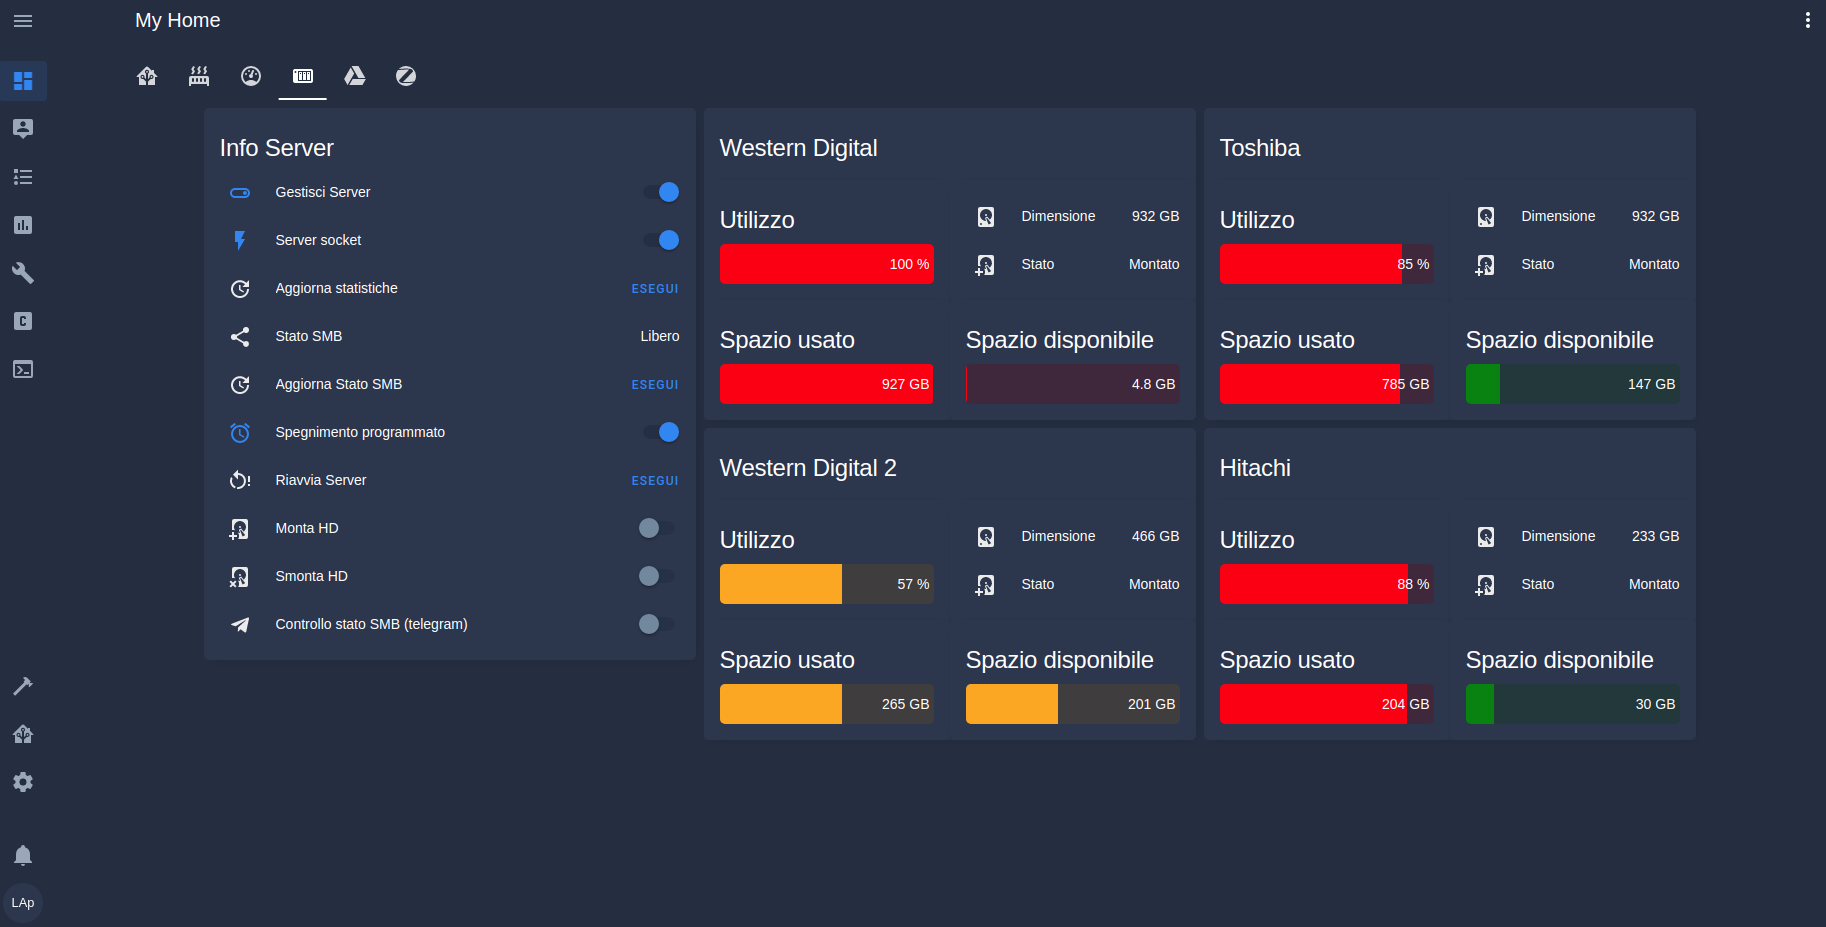 My Home
Info Server
Gestisci Server
Server socket
Aggiorna statistiche ESEGUI
Stato SMB Libero
Aggiorna Stato SMB ESEGUI
Spegnimento programmato
Riavvia Server ESEGUI
Monta HD
Smonta HD
Controllo stato SMB (telegram)
Western Digital
Utilizzo
100 %
Dimensione 932 GB
Stato Montato
Spazio usato
927 GB
Spazio disponibile
4.8 GB
Toshiba
Utilizzo
85 %
Dimensione 932 GB
Stato Montato
Spazio usato
785 GB
Spazio disponibile
147 GB
Western Digital 2
Utilizzo
57 %
Dimensione 466 GB
Stato Montato
Spazio usato
265 GB
Spazio disponibile
201 GB
Hitachi
Utilizzo
88 %
Dimensione 233 GB
Stato Montato
Spazio usato
204 GB
Spazio disponibile
30 GB
C
LAp